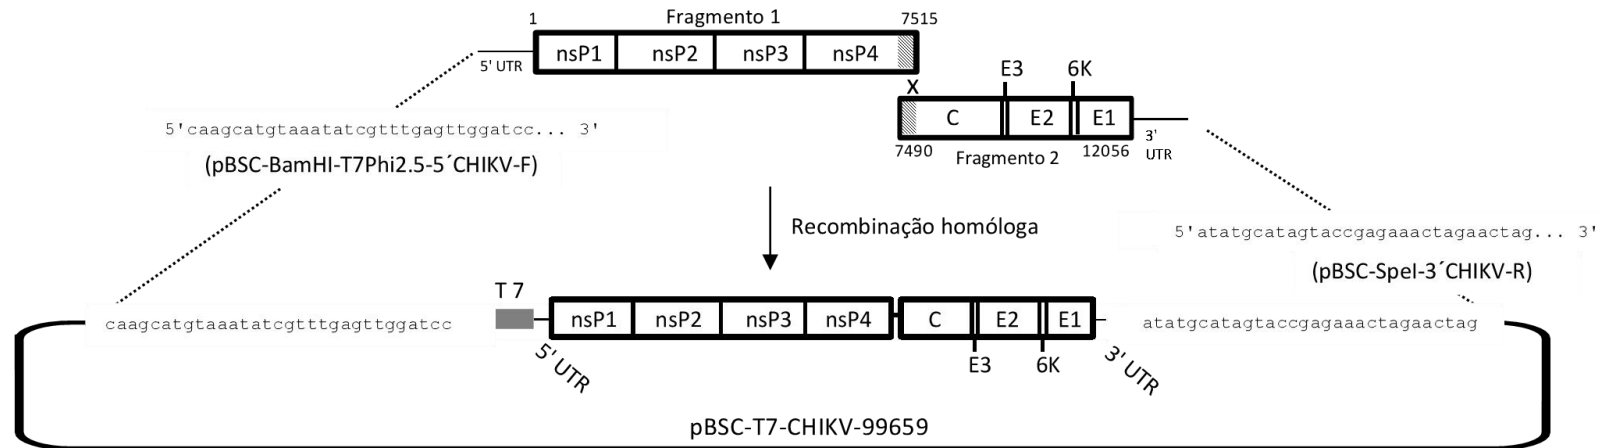 1 Fragmento 1 7515
5' UTR nsP1 nsP2 nsP3 nsP4
X E3 6K
C E2 E1
7490 Fragmento 2 12056 3' UTR
5'caagcatgtaaatatcgtttgagttggatcc... 3'
(pBSC-BamHI-T7Phi2.5-5´CHIKV-F)
Recombinação homóloga
5'atatgcatagtaccgagaaactagaactag... 3'
(pBSC-SpeI-3´CHIKV-R)
T 7
caagcatgtaaatatcgtttgagttggatcc nsP1 nsP2 nsP3 nsP4 C E2 E1 atatgcatagtaccgagaaactagaactag
5' UTR E3 6K 3' UTR
pBSC-T7-CHIKV-99659